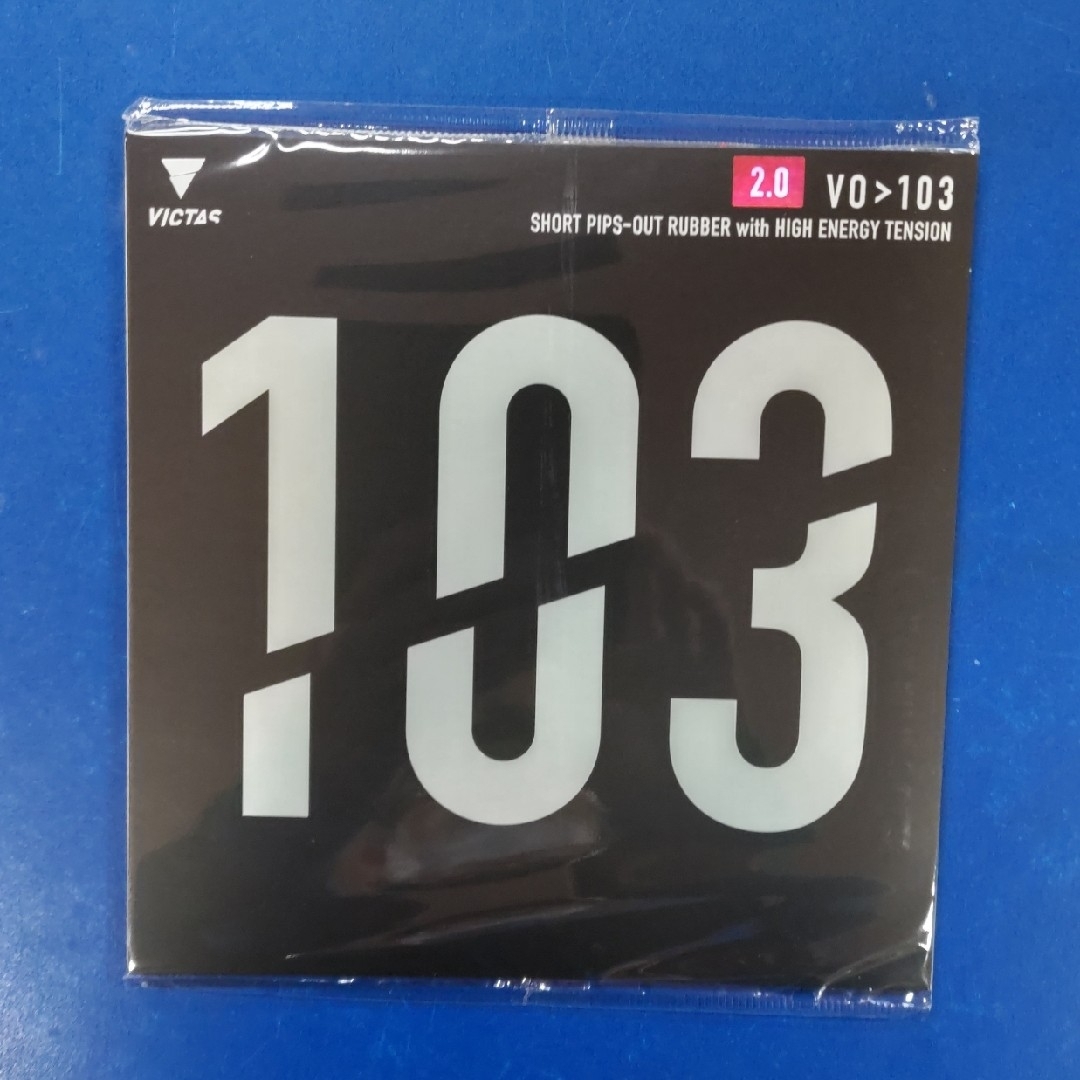 VICTAS
2.0 VO>103
SHORT PIPS-OUT RUBBER with HIGH ENERGY TENSION
103